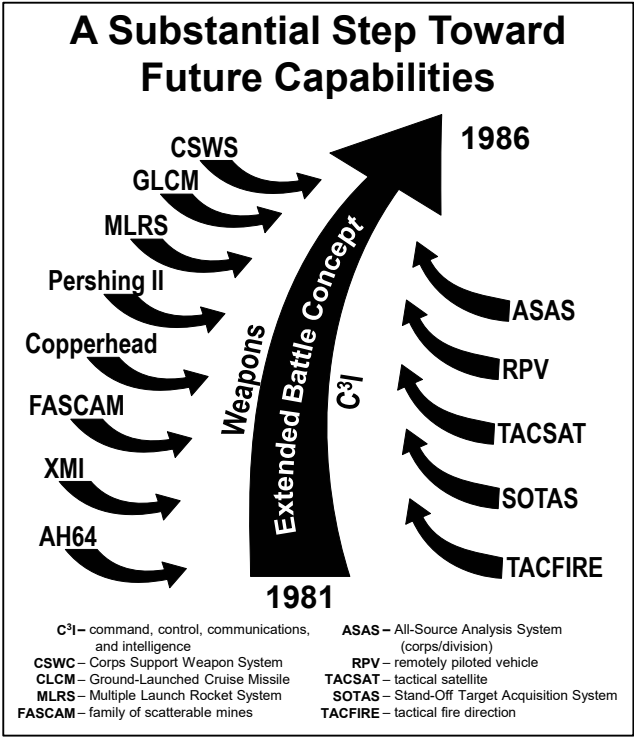 A Substantial Step Toward
Future Capabilities
1986
CSWS
GLCM
MLRS
Pershing II
Copperhead
FASCAM
XMI
AH64
Weapons
Extended Battle Concept
C³I
ASAS
RPV
TACSAT
SOTAS
TACFIRE
1981
C³I – command, control, communications,
and intelligence
CSWC – Corps Support Weapon System
CLCM – Ground-Launched Cruise Missile
MLRS – Multiple Launch Rocket System
FASCAM – family of scatterable mines
ASAS – All-Source Analysis System
(corps/division)
RPV – remotely piloted vehicle
TACSAT – tactical satellite
SOTAS – Stand-Off Target Acquisition System
TACFIRE – tactical fire direction